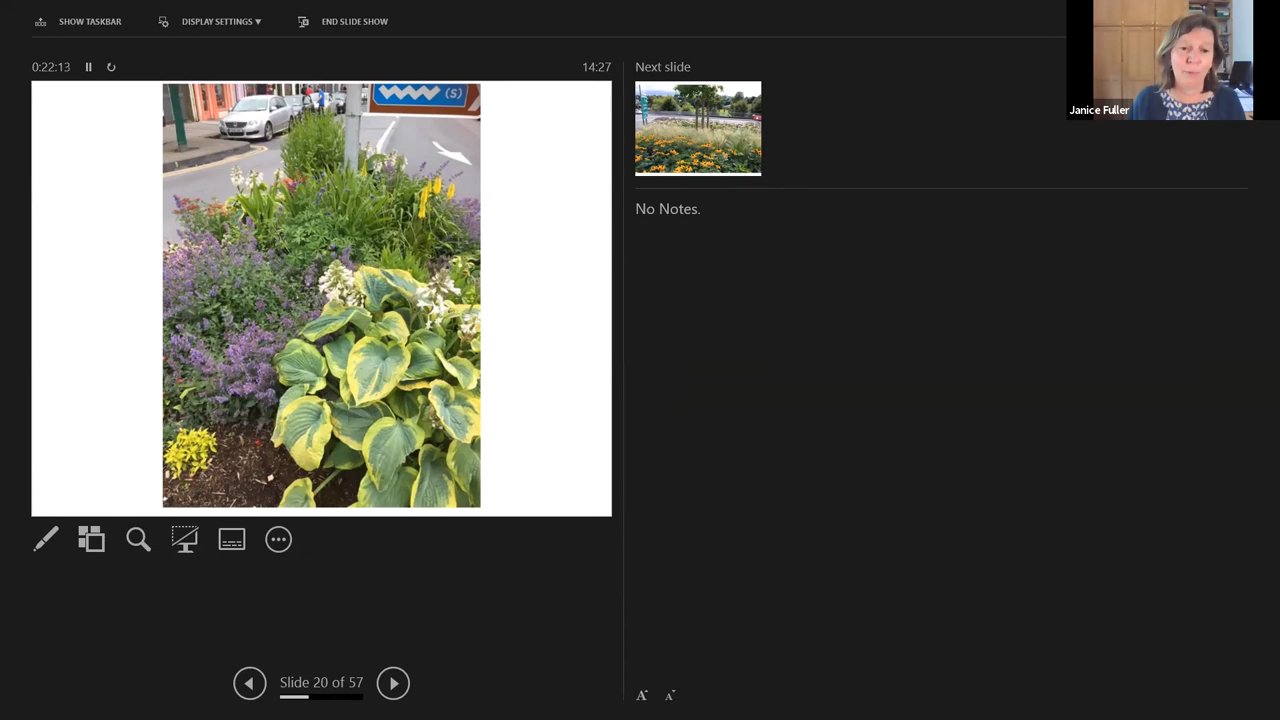 SHOW TASKBAR
DISPLAY SETTINGS ▼
END SLIDE SHOW
0:22:13
14:27
Next slide
Janice Fuller
(S)
No Notes.
Slide 20 of 57
A
A